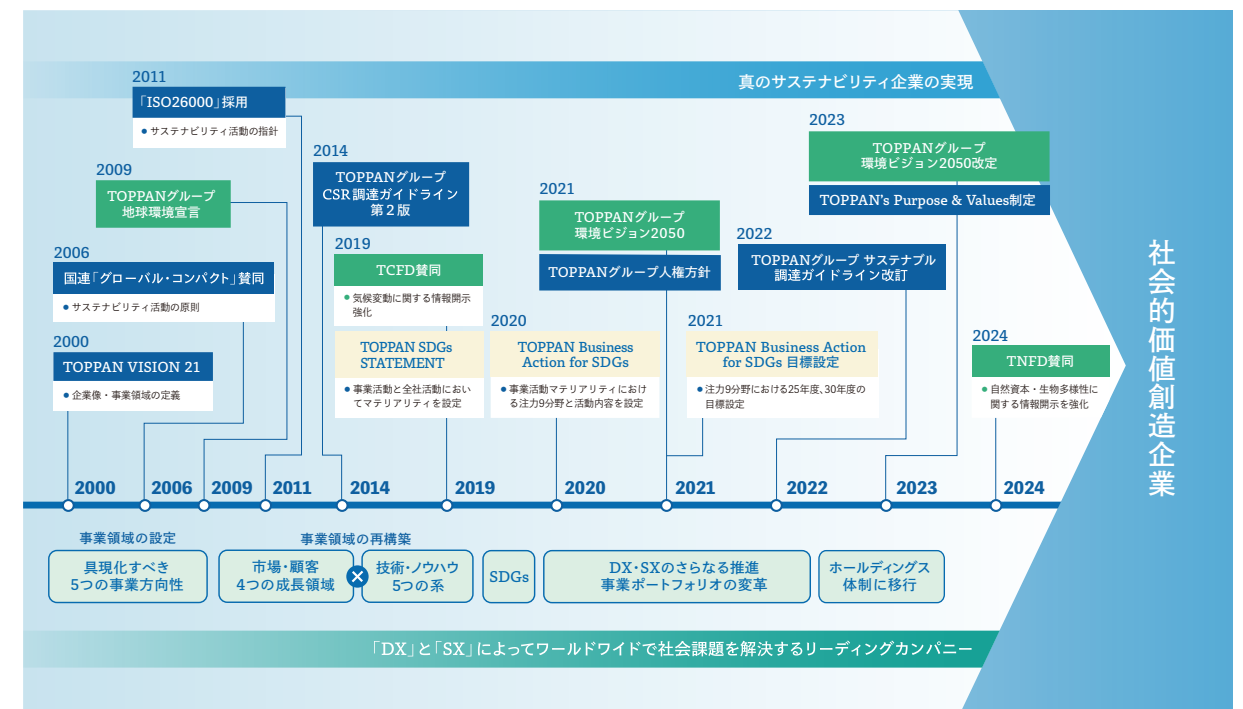 真のサステナビリティ企業の実現
2011
「ISO26000」採用
● サステナビリティ活動の指針
2009
TOPPANグループ
地球環境宣言
2006
国連「グローバル・コンパクト」賛同
● サステナビリティ活動の原則
2000
TOPPAN VISION 21
● 企業像・事業領域の定義
2014
TOPPANグループ
CSR調達ガイドライン
第2版
2019
TCFD賛同
● 気候変動に関する情報開示
強化
TOPPAN SDGs
STATEMENT
● 事業活動と全社活動におい
てマテリアリティを設定
2020
TOPPAN Business
Action for SDGs
● 事業活動マテリアリティにおけ
る注力9分野と活動内容を設定
2021
TOPPANグループ
環境ビジョン2050
TOPPANグループ人権方針
2021
TOPPAN Business Action
for SDGs 目標設定
● 注力9分野における25年度、30年度の
目標設定
2022
TOPPANグループ サステナブル
調達ガイドライン改訂
2023
TOPPANグループ
環境ビジョン2050改定
TOPPAN's Purpose & Values制定
2024
TNFD賛同
● 自然資本・生物多様性に
関する情報開示を強化
社会的価値創造企業
2000
2006
2009
2011
2014
2019
2020
2021
2022
2023
2024
事業領域の設定
具現化すべき
5つの事業方向性
事業領域の再構築
市場・顧客
4つの成長領域
×
技術・ノウハウ
5つの系
SDGs
DX・SXのさらなる推進
事業ポートフォリオの変革
ホールディングス
体制に移行
「DX」と「SX」によってワールドワイドで社会課題を解決するリーディングカンパニー